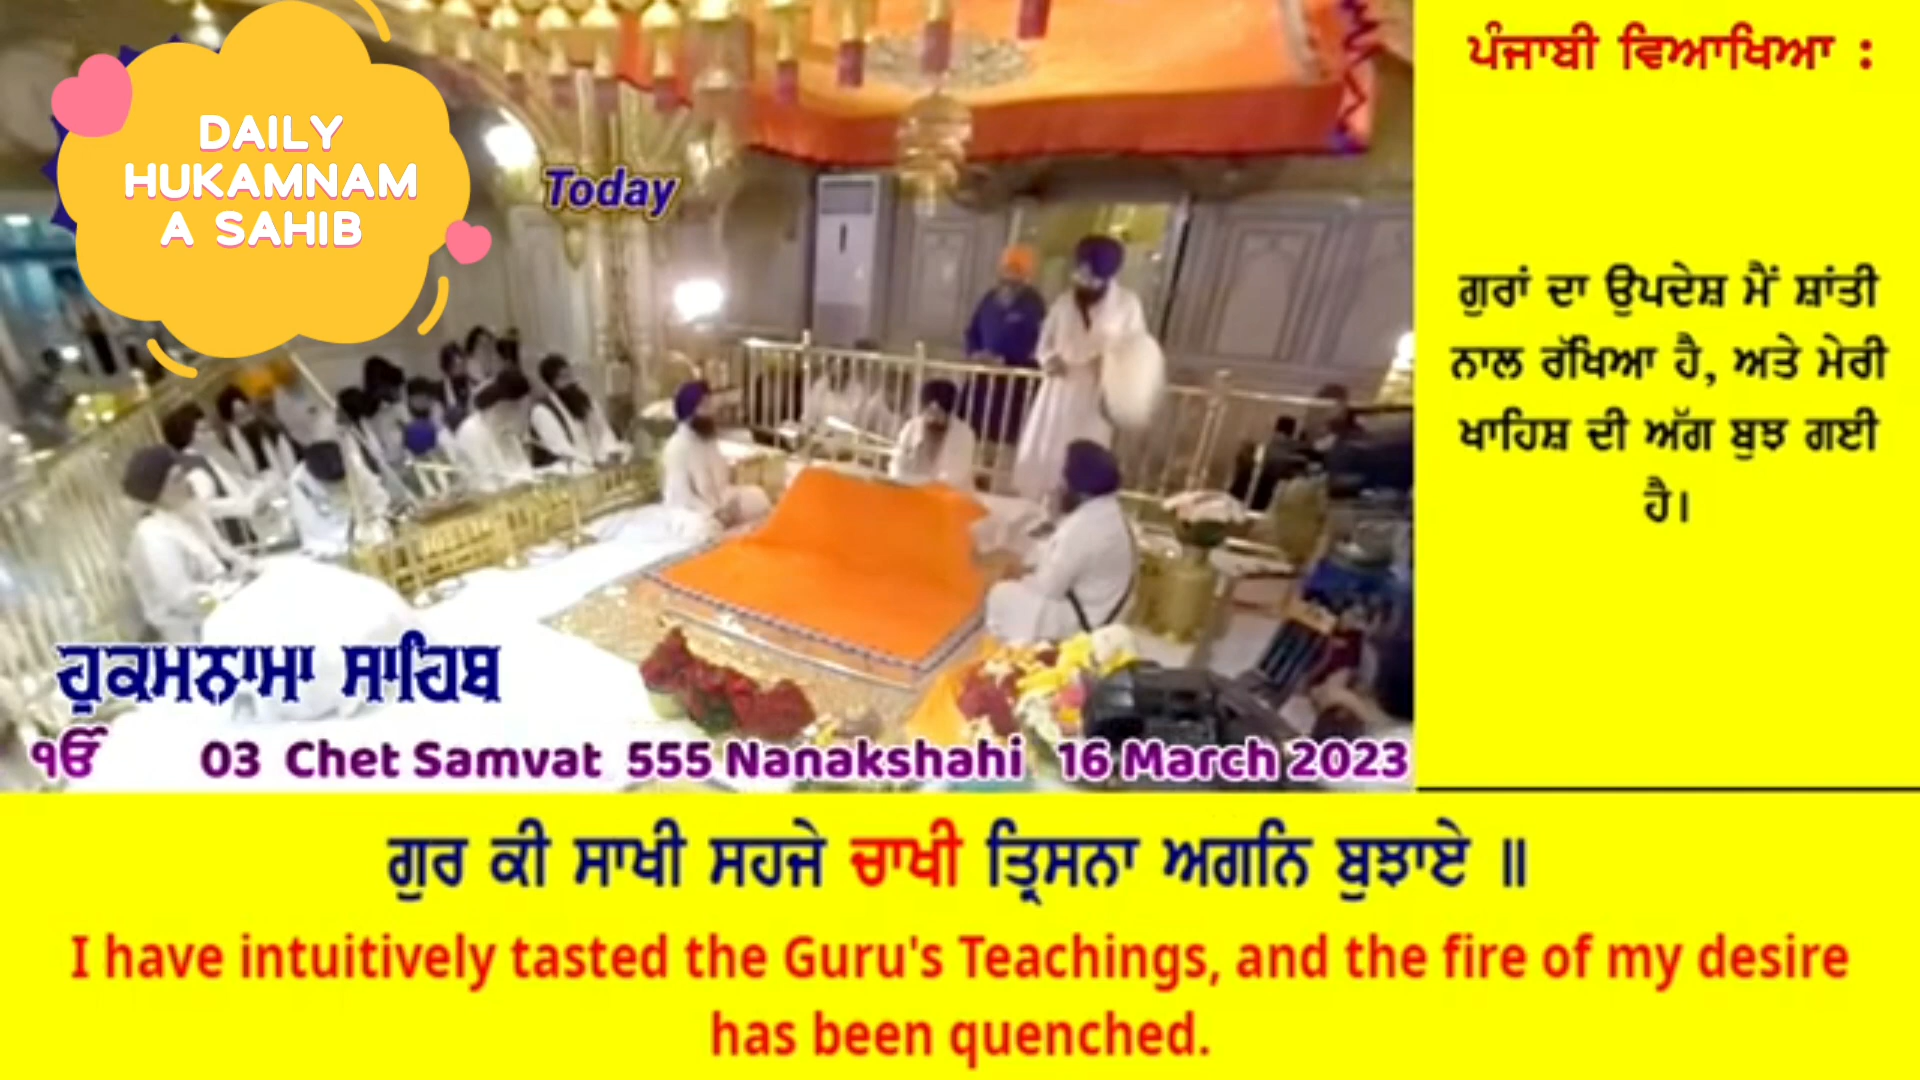 DAILY
HUKAMNAM
A SAHIB
Today
ਹੁਕਮਨਾਮਾ ਸਾਹਿਬ
ੴ 03 Chet Samvat 555 Nanakshahi 16 March 2023
ਪੰਜਾਬੀ ਵਿਆਖਿਆ :
ਗੁਰਾਂ ਦਾ ਉਪਦੇਸ਼ ਮੈਂ ਸ਼ਾਂਤੀ
ਨਾਲ ਰੱਖਿਆ ਹੈ, ਅਤੇ ਮੇਰੀ
ਖਾਹਿਸ਼ ਦੀ ਅੱਗ ਬੁਝ ਗਈ
ਹੈ।
ਗੁਰ ਕੀ ਸਾਖੀ ਸਹਜੇ ਚਾਖੀ ਤ੍ਰਿਸਨਾ ਅਗਨਿ ਬੁਝਾਏ ॥
I have intuitively tasted the Guru's Teachings, and the fire of my desire
has been quenched.